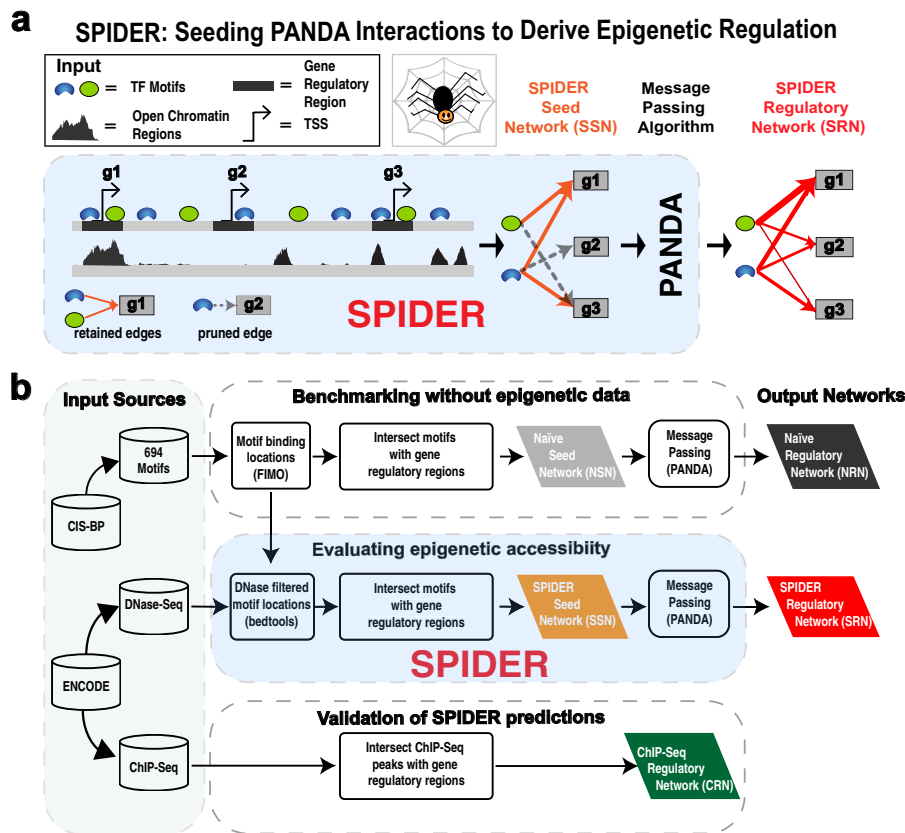 a
SPIDER: Seeding PANDA Interactions to Derive Epigenetic Regulation
Input
= TF Motifs
= Gene
Regulatory
Region
= Open Chromatin
Regions
= TSS
SPIDER
Seed
Network (SSN)
Message
Passing
Algorithm
SPIDER
Regulatory
Network (SRN)
g1
g2
g3
g1
g2
g3
PANDA
g1
g2
g3
g1
retained edges
g2
pruned edge
SPIDER
b
Input Sources
Benchmarking without epigenetic data
Output Networks
694
Motifs
CIS-BP
Motif binding
locations
(FIMO)
Intersect motifs
with gene
regulatory regions
Naïve
Seed
Network (NSN)
Message
Passing
(PANDA)
Naïve
Regulatory
Network (NRN)
Evaluating epigenetic accessibiity
DNase-Seq
ENCODE
ChIP-Seq
DNase filtered
motif locations
(bedtools)
Intersect motifs
with gene
regulatory regions
SPIDER
Seed
Network (SSN)
Message
Passing
(PANDA)
SPIDER
Regulatory
Network (SRN)
SPIDER
Validation of SPIDER predictions
Intersect ChIP-Seq
peaks with gene
regulatory regions
ChIP-Seq
Regulatory
Network (CRN)